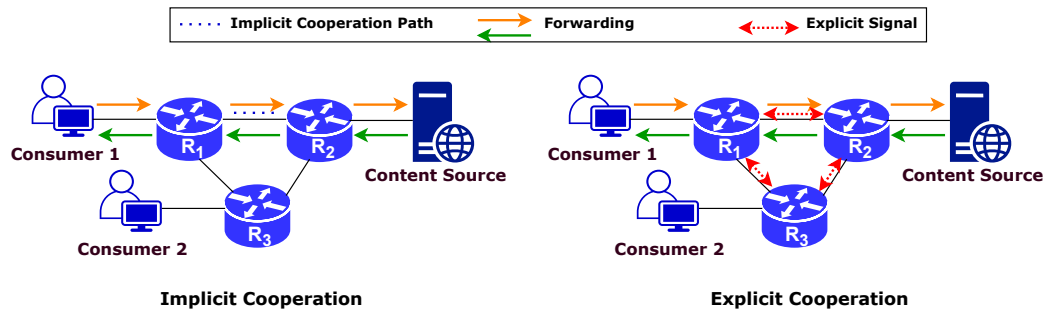 Implicit Cooperation Path
Forwarding
Explicit Signal
R1
R2
Consumer 1
Content Source
R3
Consumer 2
Implicit Cooperation
R1
R2
Consumer 1
Content Source
R3
Consumer 2
Explicit Cooperation